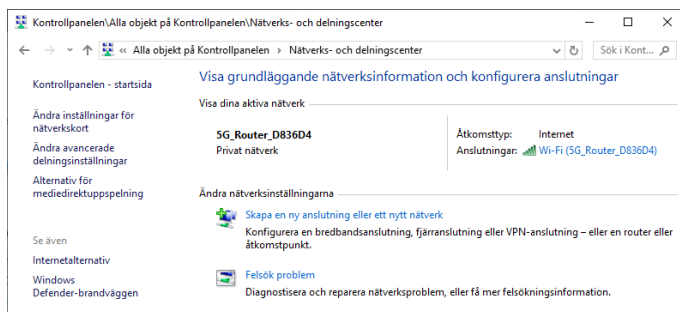 Kontrollpanelen\Alla objekt på Kontrollpanelen\Nätverks- och delningscenter
« Alla objekt på Kontrollpanelen > Nätverks- och delningscenter
Sök i Kont...
Kontrollpanelen - startsida
Ändra inställningar för
nätverkskort
Ändra avancerade
delningsinställningar
Alternativ för
mediedirektuppspelning
Se även
Internetalternativ
Windows
Defender-brandväggen
Visa grundläggande nätverksinformation och konfigurera anslutningar
Visa dina aktiva nätverk
5G_Router_D836D4
Privat nätverk
Åtkomsttyp: Internet
Anslutningar: Wi-Fi (5G_Router_D836D4)
Ändra nätverksinställningarna
Skapa en ny anslutning eller ett nytt nätverk
Konfigurera en bredbandsanslutning, fjärranslutning eller VPN-anslutning – eller en router eller
åtkomstpunkt.
Felsök problem
Diagnostisera och reparera nätverksproblem, eller få mer felsökningsinformation.